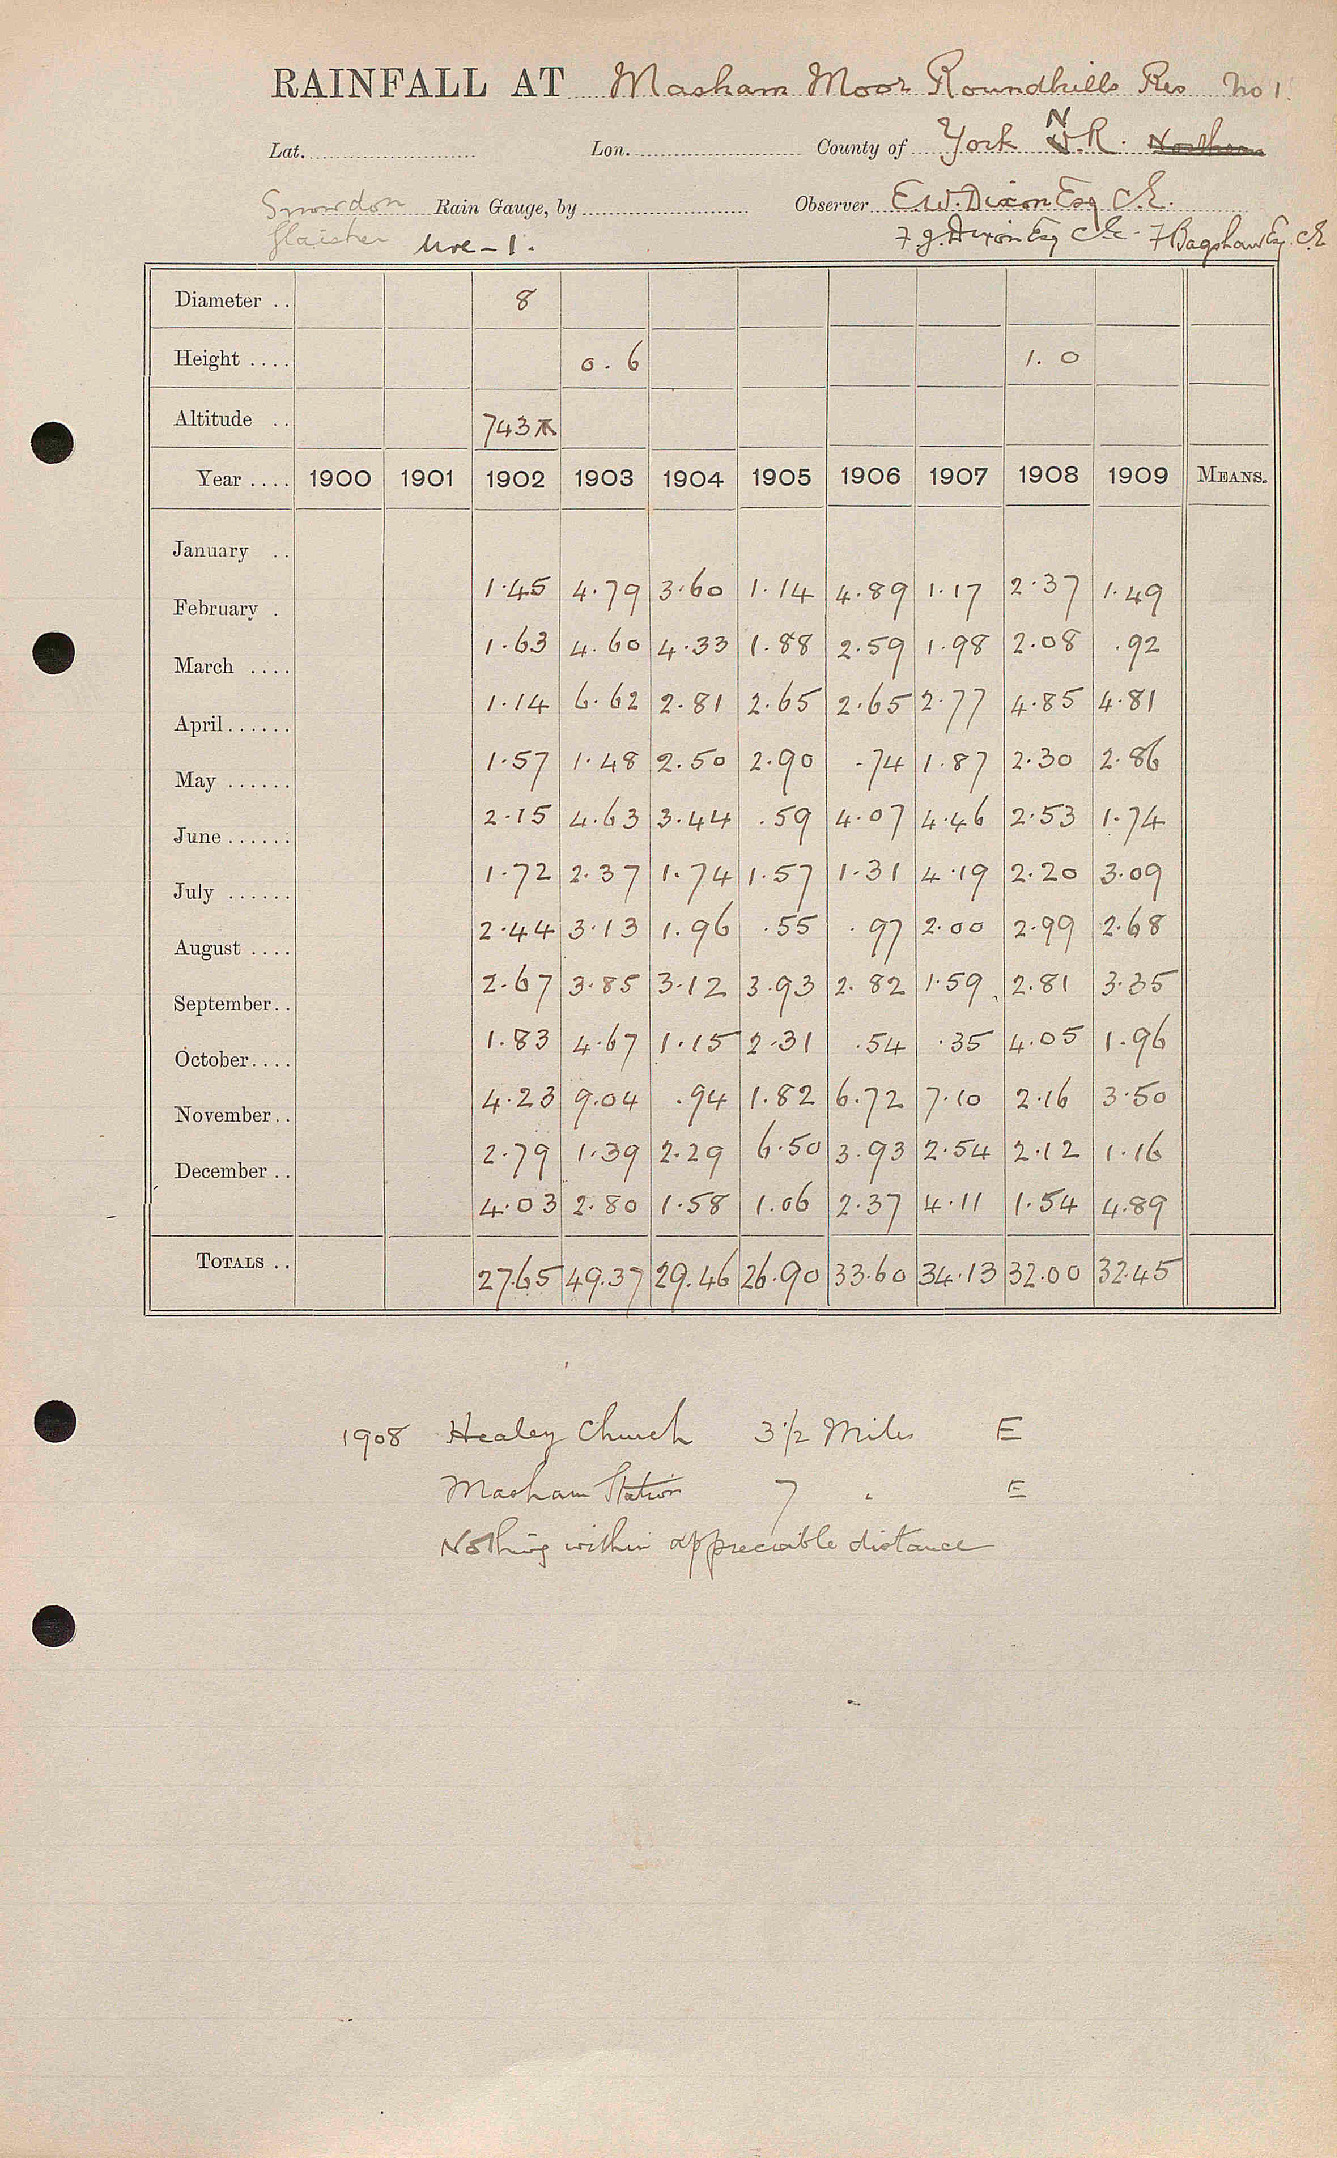 RAINFALL AT Masham Moor Roundhills Res No 1.
Lat. Lon. County of York N.R. Northern
Snowdon Rain Gauge, by Observer E.W. Dixon Esq C.E.
Glaisher Ure - 1. F.J. Dixon Esq C.E. F Bagshaw Esq. C.E
Diameter .. 8
Height .... 0.6 1.0
Altitude .. 743
Year .... 1900 1901 1902 1903 1904 1905 1906 1907 1908 1909 MEANS.
January .. 1.45 4.79 3.60 1.14 4.89 1.17 2.37 1.49
February . 1.63 4.60 4.33 1.88 2.59 1.98 2.08 .92
March .... 1.14 6.62 2.81 2.65 2.65 2.77 4.85 4.81
April...... 1.57 1.48 2.50 2.90 .74 1.87 2.30 2.86
May ...... 2.15 4.63 3.44 .59 4.07 4.46 2.53 1.74
June ...... 1.72 2.37 1.74 1.57 1.31 4.19 2.20 3.09
July ...... 2.44 3.13 1.96 .55 .97 2.00 2.99 2.68
August .... 2.67 3.85 3.12 3.93 2.82 1.59 2.81 3.35
September.. 1.83 4.67 1.15 2.31 .54 .35 4.05 1.96
October.... 4.23 9.04 .94 1.82 6.72 7.10 2.16 3.50
November.. 2.79 1.39 2.29 6.50 3.93 2.54 2.12 1.16
December .. 4.03 2.80 1.58 1.06 2.37 4.11 1.54 4.89
TOTALS .. 27.65 49.37 29.46 26.90 33.60 34.13 32.00 32.45
1908 Healey Church 3 1/2 Miles E
Masham Station 7 " E
Nothing within appreciable distance